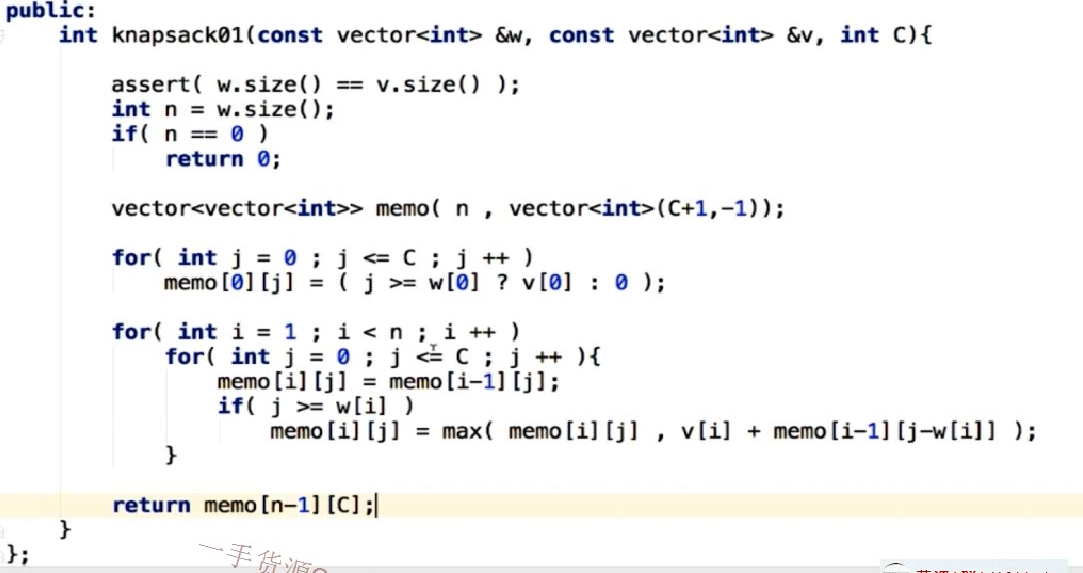 public:
    int knapsack01(const vector<int> &w, const vector<int> &v, int C){
        assert( w.size() == v.size() );
        int n = w.size();
        if( n == 0 )
            return 0;
        vector<vector<int>> memo( n , vector<int>(C+1,-1));
        for( int j = 0 ; j <= C ; j ++ )
            memo[0][j] = ( j >= w[0] ? v[0] : 0 );
        for( int i = 1 ; i < n ; i ++ )
            for( int j = 0 ; j <= C ; j ++ ){
                memo[i][j] = memo[i-1][j];
                if( j >= w[i] )
                    memo[i][j] = max( memo[i][j] , v[i] + memo[i-1][j-w[i]] );
            }
        return memo[n-1][C];
    }
};
一手货源